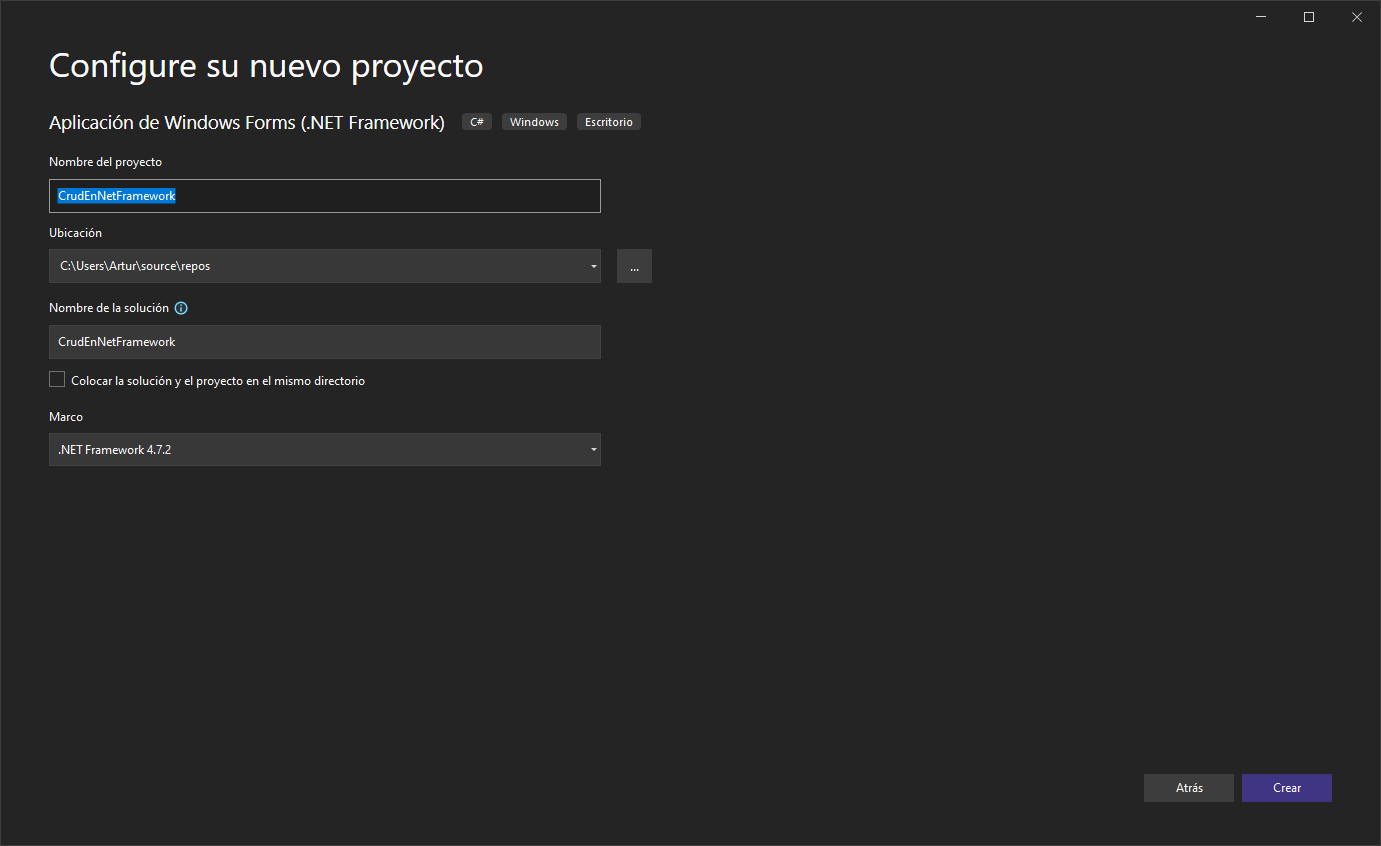 Configure su nuevo proyecto
Aplicación de Windows Forms (.NET Framework) C# Windows Escritorio
Nombre del proyecto
CrudEnNetFramework
Ubicación
C:\Users\Artur\source\repos
...
Nombre de la solución
CrudEnNetFramework
Colocar la solución y el proyecto en el mismo directorio
Marco
.NET Framework 4.7.2
Atrás Crear